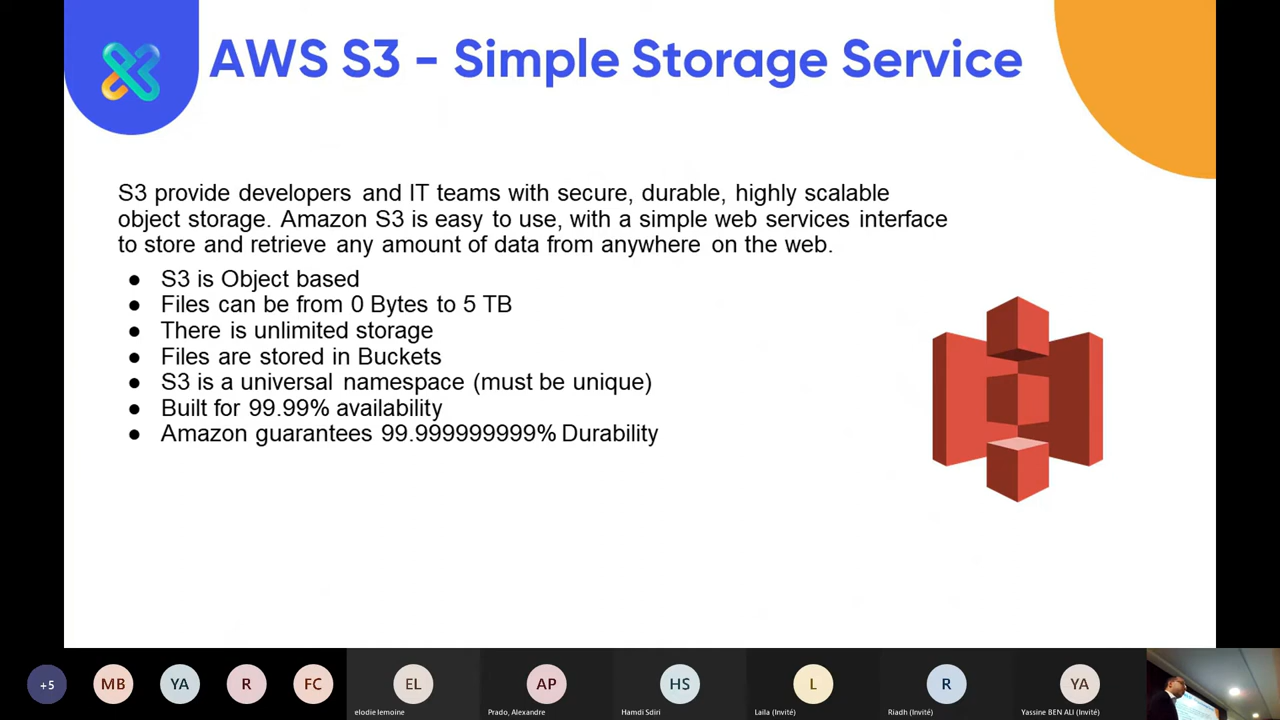 AWS S3 - Simple Storage Service
S3 provide developers and IT teams with secure, durable, highly scalable
object storage. Amazon S3 is easy to use, with a simple web services interface
to store and retrieve any amount of data from anywhere on the web.
● S3 is Object based
● Files can be from 0 Bytes to 5 TB
● There is unlimited storage
● Files are stored in Buckets
● S3 is a universal namespace (must be unique)
● Built for 99.99% availability
● Amazon guarantees 99.999999999% Durability
+5 MB YA R FC EL AP HS L R YA
elodie lemoine Prado, Alexandre Hamdi Sdiri Laila (Invité) Riadh (Invité) Yassine BEN ALI (Invité)